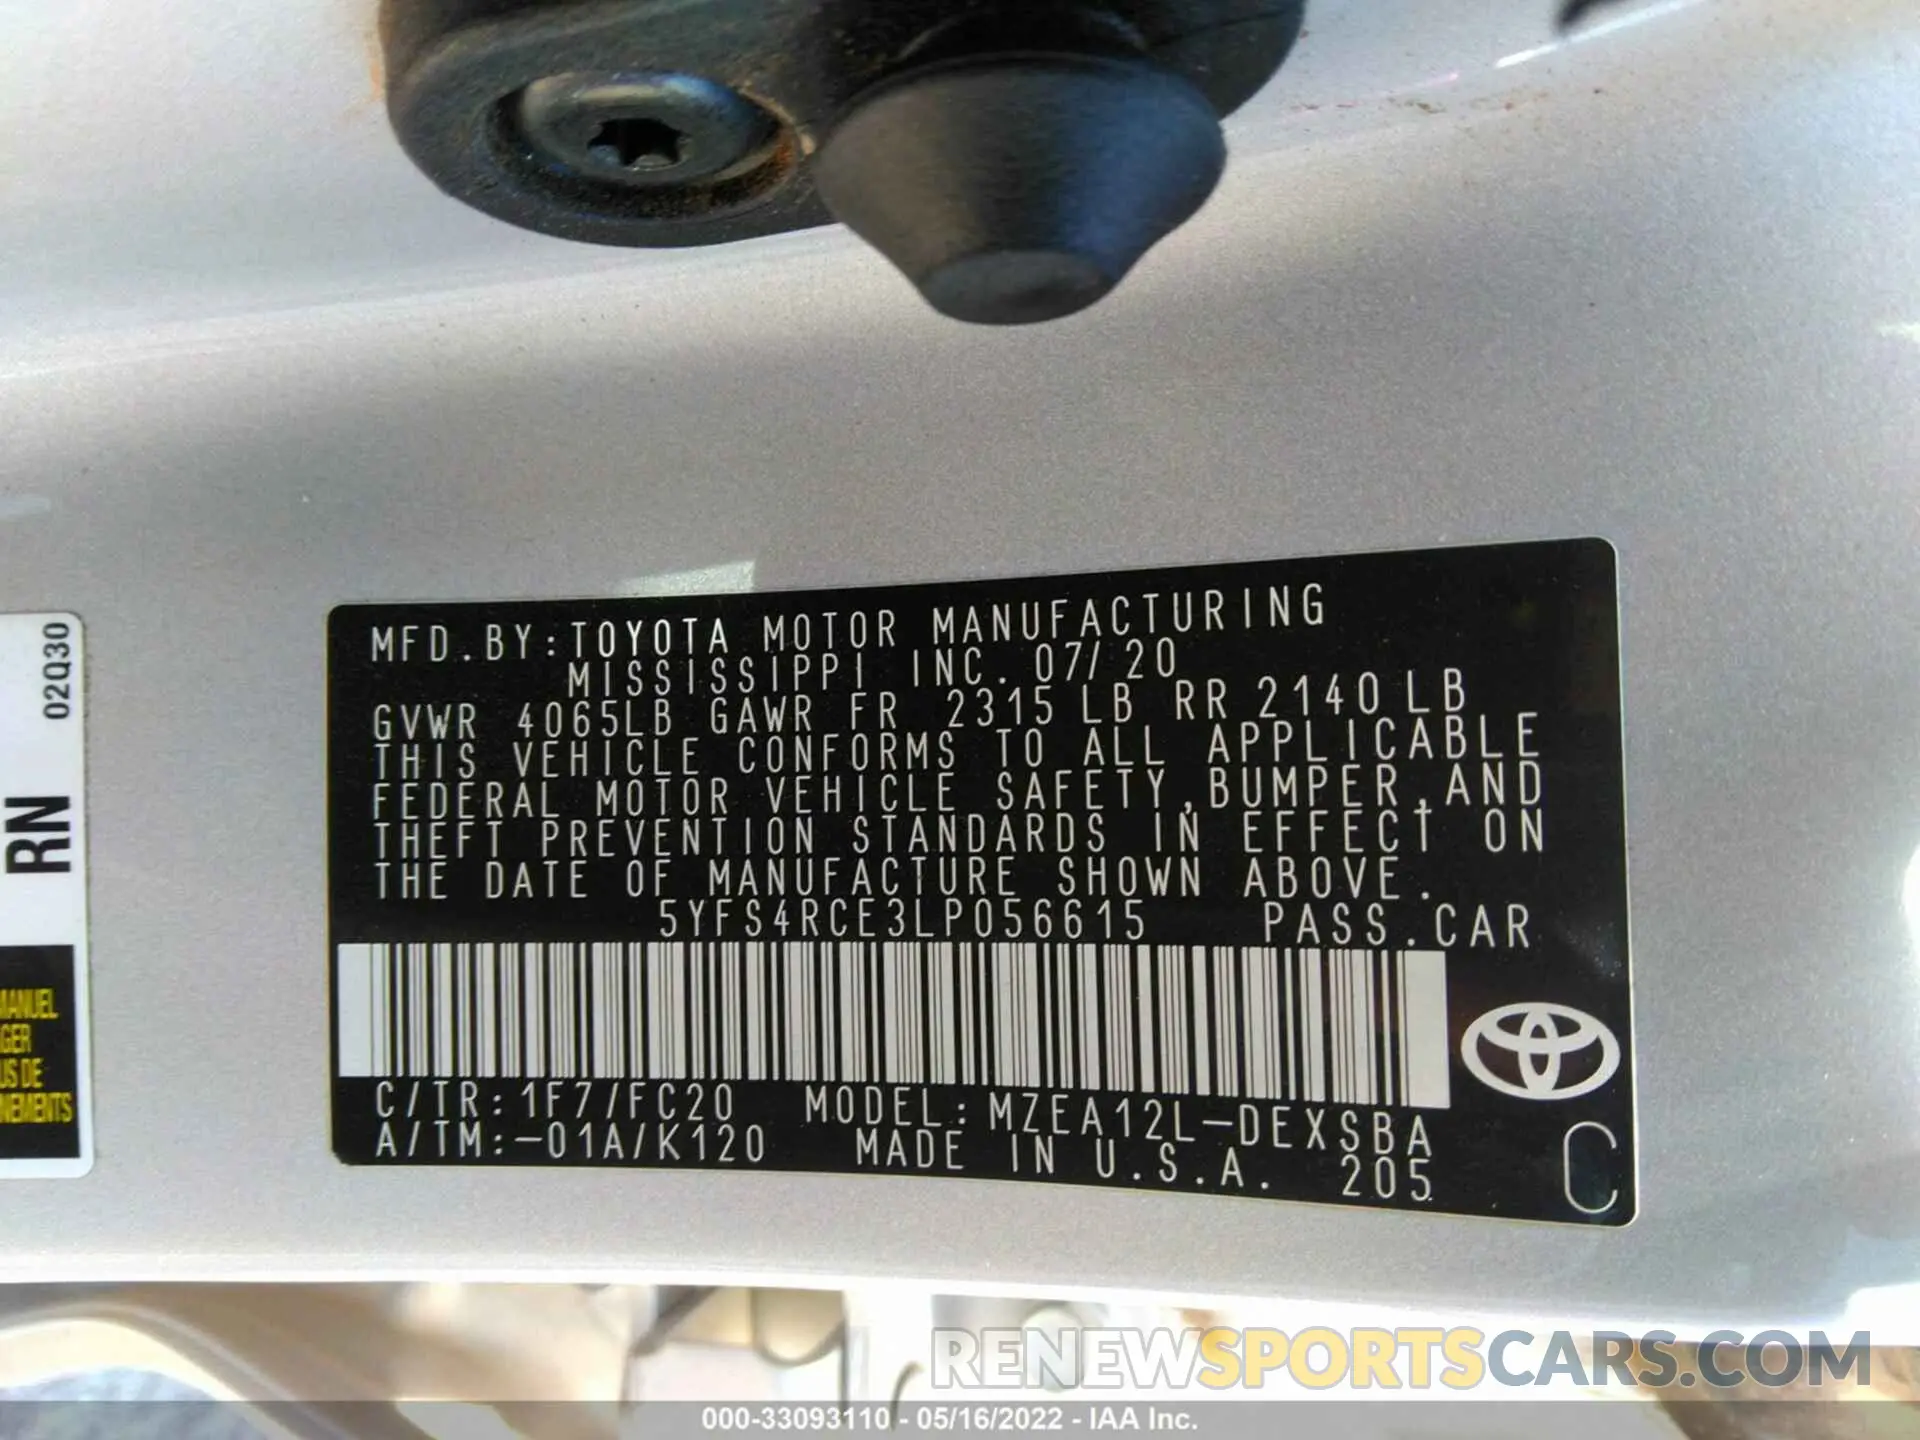 MFD.BY:TOYOTA MOTOR MANUFACTURING
MISSISSIPPI INC. 07/20
GVWR 4065LB GAWR FR 2315 LB RR 2140 LB
THIS VEHICLE CONFORMS TO ALL APPLICABLE
FEDERAL MOTOR VEHICLE SAFETY,BUMPER,AND
THEFT PREVENTION STANDARDS IN EFFECT ON
THE DATE OF MANUFACTURE SHOWN ABOVE.
5YFS4RCE3LP056615 PASS.CAR
C/TR:1F7/FC20 MODEL:MZEA12L-DEXSBA
A/TM:-01A/K120 MADE IN U.S.A. 205
C
02Q30
RN
MANUEL
GER
US DE
NEMENTS
RENEWSPORTSCARS.COM
000-33093110 - 05/16/2022 - IAA Inc.